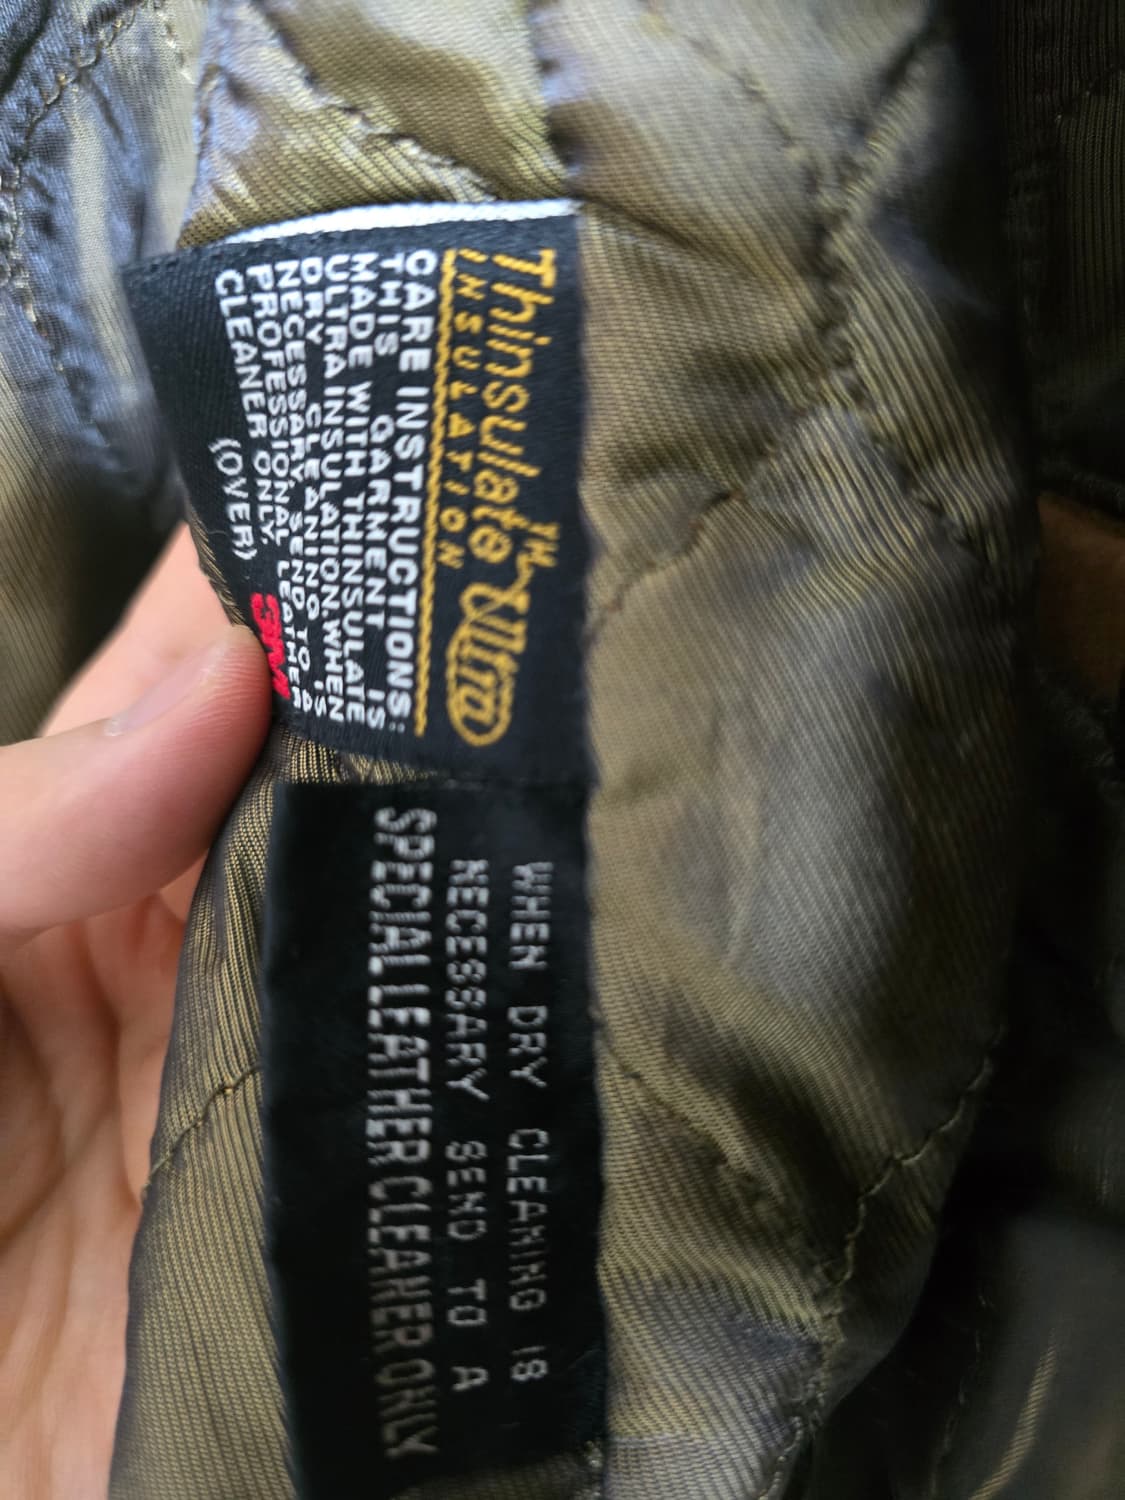 Thinsulate™ Ultra
INSULATION
CARE INSTRUCTIONS:
THIS GARMENT IS
MADE WITH THINSULATE
ULTRA INSULATION. WHEN
DRY CLEANING IS
NECESSARY SEND TO A
PROFESSIONAL LEATHER
CLEANER ONLY.
(OVER)
3M
WHEN DRY CLEANING IS
NECESSARY SEND TO A
SPECIAL LEATHER CLEANER ONLY